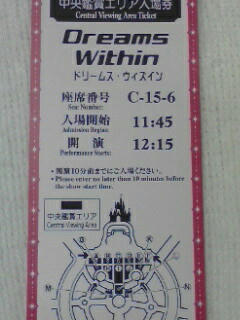 中央鑑賞エリア入場券
Central Viewing Area Ticket
Dreams
Within
ドリームス・ウィズイン
座席番号 C-15-6
Seat Number:
入場開始 11:45
Admission Begins:
開演 12:15
Performance Starts:
・開演10分前までにご入場ください。
・Please enter no later than 10 minutes before
the show start time.
中央鑑賞エリア
Central Viewing Area